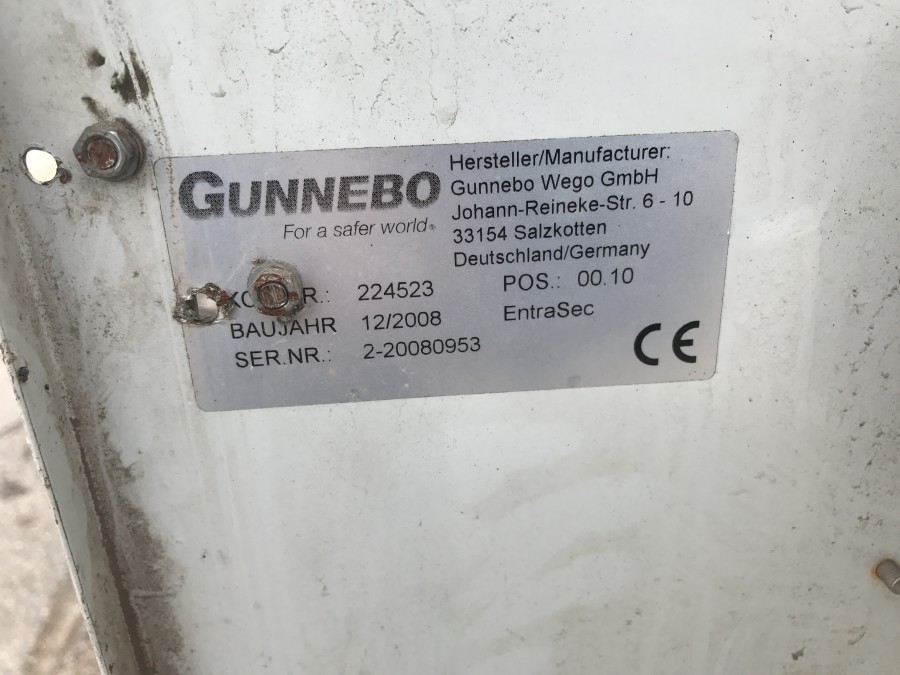 GUNNEBO
For a safer world®
Hersteller/Manufacturer:
Gunnebo Wego GmbH
Johann-Reineke-Str. 6 - 10
33154 Salzkotten
Deutschland/Germany
224523
POS.: 00.10
BAUJAHR 12/2008
EntraSec
SER.NR.: 2-20080953
CE